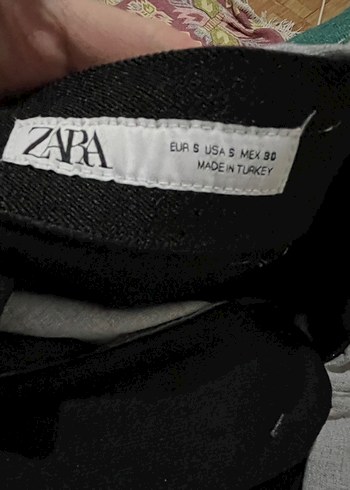 ZARA
EUR S USA S MEX 30
MADE IN TURKEY